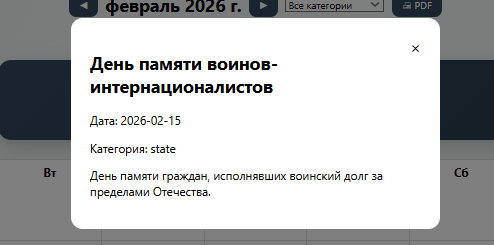 ◀ февраль 2026 г. ▶ Все категории PDF
×
День памяти воинов-
интернационалистов
Дата: 2026-02-15
Категория: state
День памяти граждан, исполнявших воинский долг за
пределами Отечества.
Вт Сб